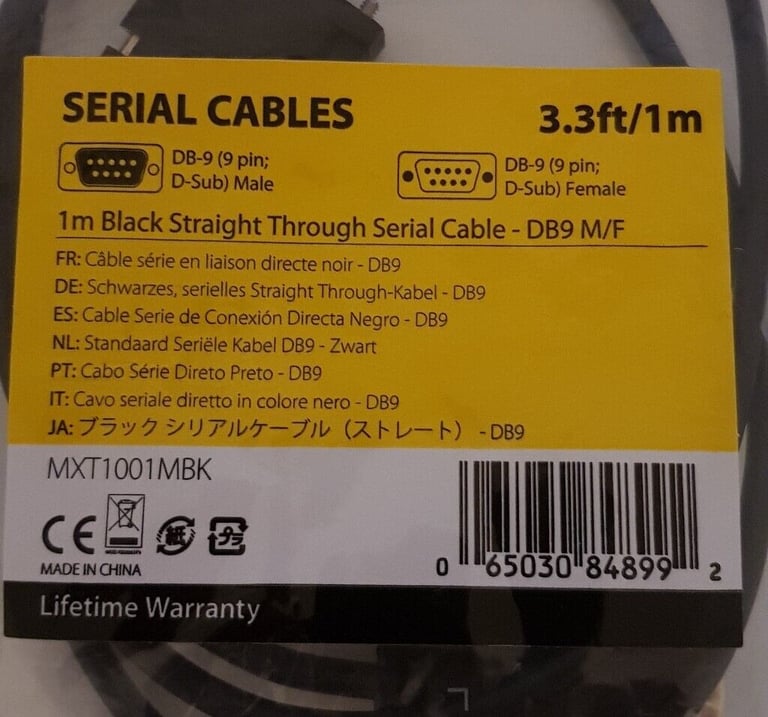 SERIAL CABLES 3.3ft/1m
DB-9 (9 pin;
D-Sub) Male
DB-9 (9 pin;
D-Sub) Female
1m Black Straight Through Serial Cable - DB9 M/F
FR: Câble série en liaison directe noir - DB9
DE: Schwarzes, serielles Straight Through-Kabel - DB9
ES: Cable Serie de Conexión Directa Negro - DB9
NL: Standaard Seriële Kabel DB9 - Zwart
PT: Cabo Série Direto Preto - DB9
IT: Cavo seriale diretto in colore nero - DB9
JA: ブラック シリアルケーブル（ストレート） - DB9
MXT1001MBK
CE 紙 プラ
MADE IN CHINA
0 65030 84899 2
Lifetime Warranty